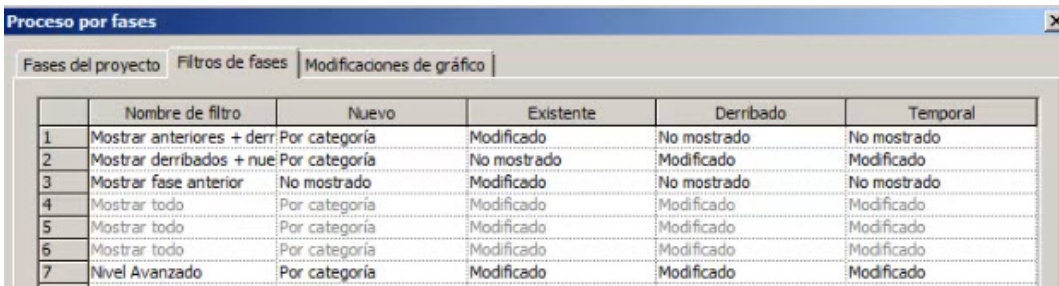 Proceso por fases
Fases del proyecto Filtros de fases Modificaciones de gráfico
Nombre de filtro Nuevo Existente Derribado Temporal
1 Mostrar anteriores + derr Por categoría Modificado No mostrado No mostrado
2 Mostrar derribados + nue Por categoría No mostrado Modificado Modificado
3 Mostrar fase anterior No mostrado Modificado No mostrado No mostrado
4 Mostrar todo Por categoría Modificado Modificado Modificado
5 Mostrar todo Por categoría Modificado Modificado Modificado
6 Mostrar todo Por categoría Modificado Modificado Modificado
7 Nivel Avanzado Por categoría Modificado Modificado Modificado